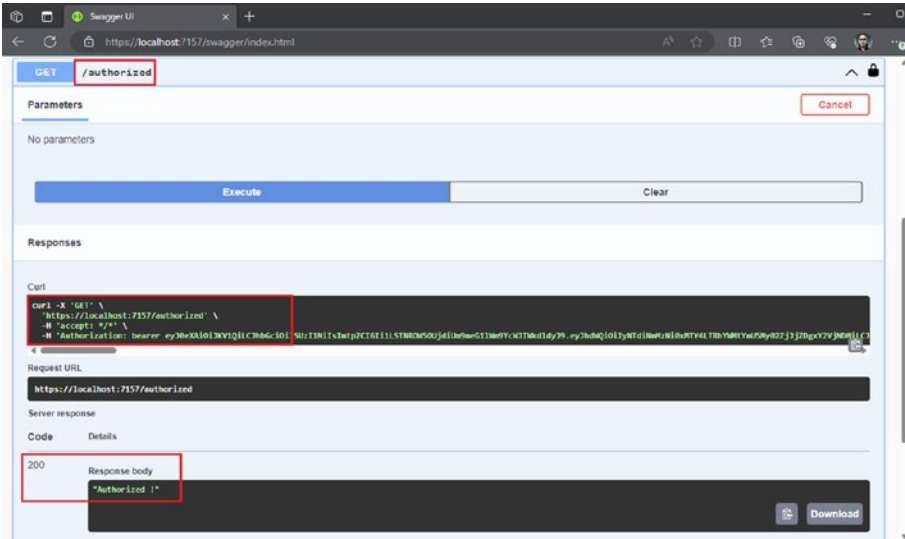 Swagger UI
https://localhost:7157/swagger/index.html
GET /authorized
Parameters
Cancel
No parameters
Execute
Clear
Responses
Curl
curl -X 'GET' \
'https://localhost:7157/authorized' \
-H 'accept: */*' \
-H 'Authorization: bearer
Request URL
https://localhost:7157/authorized
Server response
Code Details
200
Response body
"Authorized !"
Download